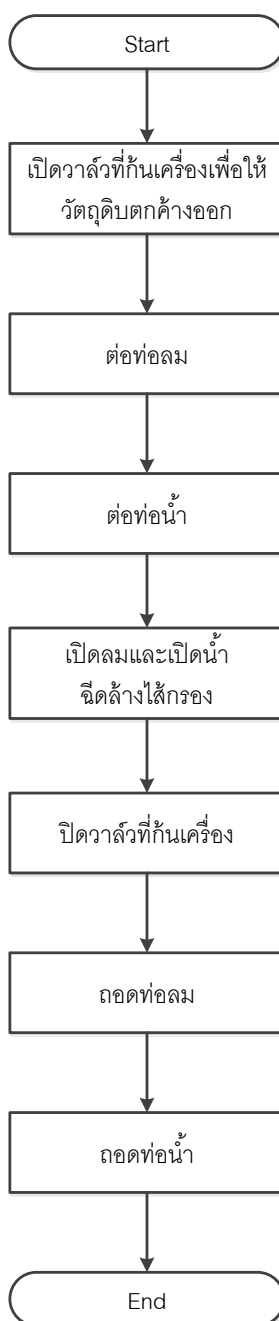 Start
เปิดวาล์วที่ก้นเครื่องเพื่อให้
วัตถุดิบตกค้างออก
ต่อท่อลม
ต่อท่อน้ำ
เปิดลมและเปิดน้ำ
ฉีดล้างไส้กรอง
ปิดวาล์วที่ก้นเครื่อง
ถอดท่อลม
ถอดท่อน้ำ
End